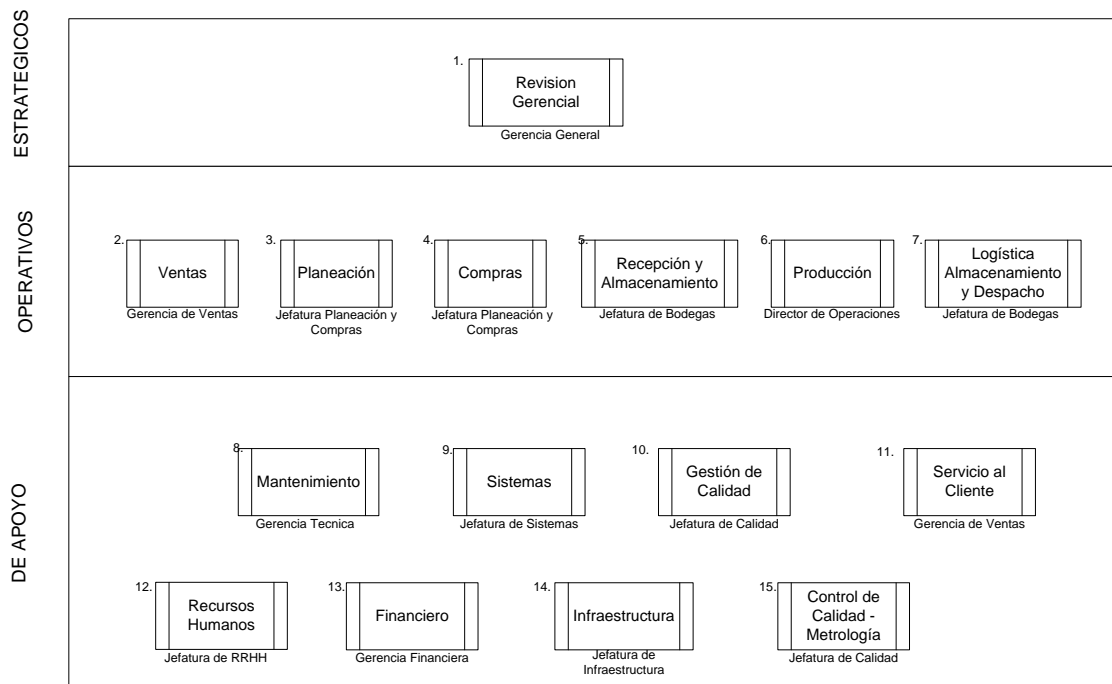 ESTRATEGICOS
1.
Revision
Gerencial
Gerencia General
OPERATIVOS
2.
Ventas
Gerencia de Ventas
3.
Planeación
Jefatura Planeación y
Compras
4.
Compras
Jefatura Planeación y
Compras
5.
Recepción y
Almacenamiento
Jefatura de Bodegas
6.
Producción
Director de Operaciones
7.
Logística
Almacenamiento
y Despacho
Jefatura de Bodegas
DE APOYO
8.
Mantenimiento
Gerencia Tecnica
9.
Sistemas
Jefatura de Sistemas
10.
Gestión de
Calidad
Jefatura de Calidad
11.
Servicio al
Cliente
Gerencia de Ventas
12.
Recursos
Humanos
Jefatura de RRHH
13.
Financiero
Gerencia Financiera
14.
Infraestructura
Jefatura de
Infraestructura
15.
Control de
Calidad -
Metrología
Jefatura de Calidad